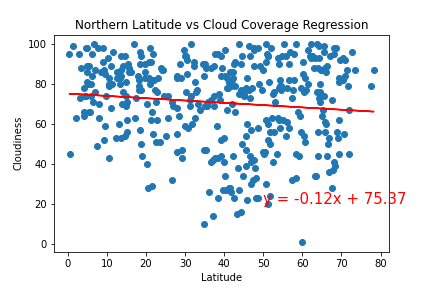 Northern Latitude vs Cloud Coverage Regression
100
80
60
40
20
0
Cloudiness
y = -0.12x + 75.37
0 10 20 30 40 50 60 70 80
Latitude